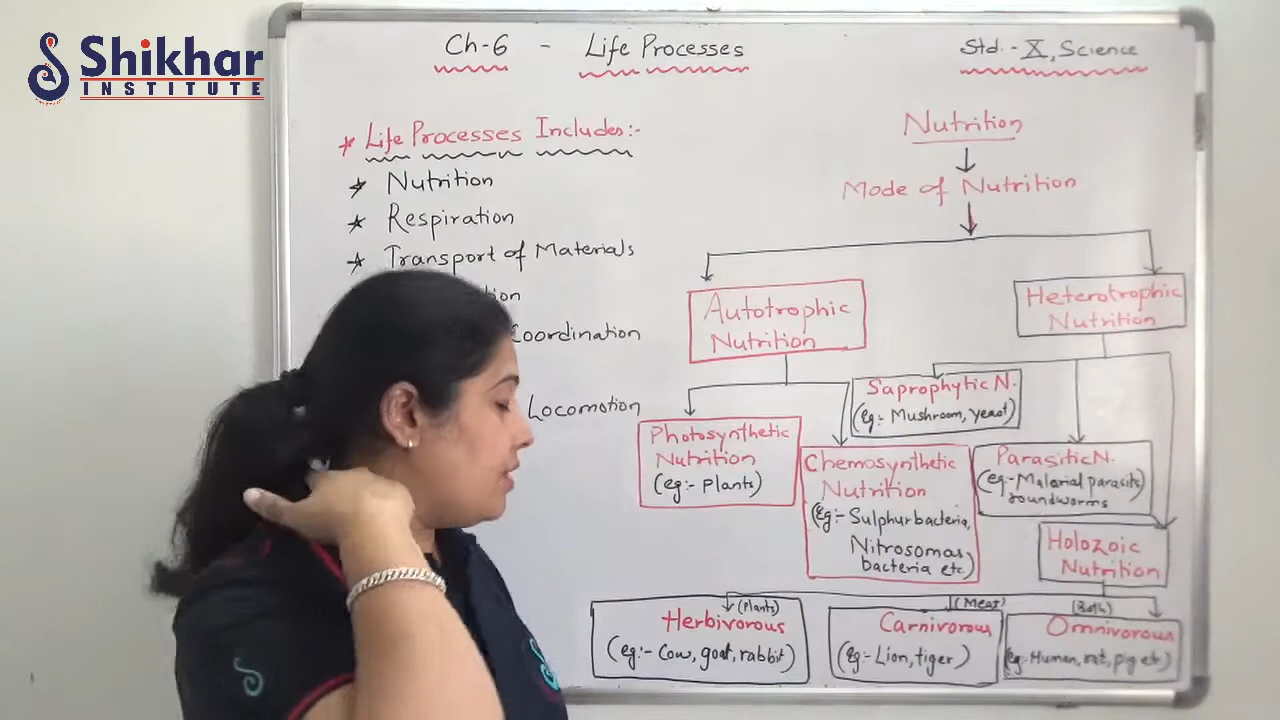 Shikhar
INSTITUTE
Ch-6 - Life Processes
Std.- X, Science
* Life Processes Includes:-
* Nutrition
* Respiration
* Transport of Materials
Coordination
Locomotion
Nutrition
Mode of Nutrition
Autotrophic
Nutrition
Heterotrophic
Nutrition
Photosynthetic
Nutrition
(eg:- Plants)
Chemosynthetic
Nutrition
(Eg:- Sulphurbacteria,
Nitrosomas
bacteria etc)
Saprophytic N.
(Eg:- Mushroom, yeast)
Parasitic N.
(eg:- Malarial parasits)
roundworms
Holozoic
Nutrition
(Plants)
Herbivorous
(eg:- Cow, goat, rabbit)
(Meat)
Carnivorous
(Eg:- Lion, tiger)
(Both)
Omnivorous
(eg:- Human, rat, pig etc)